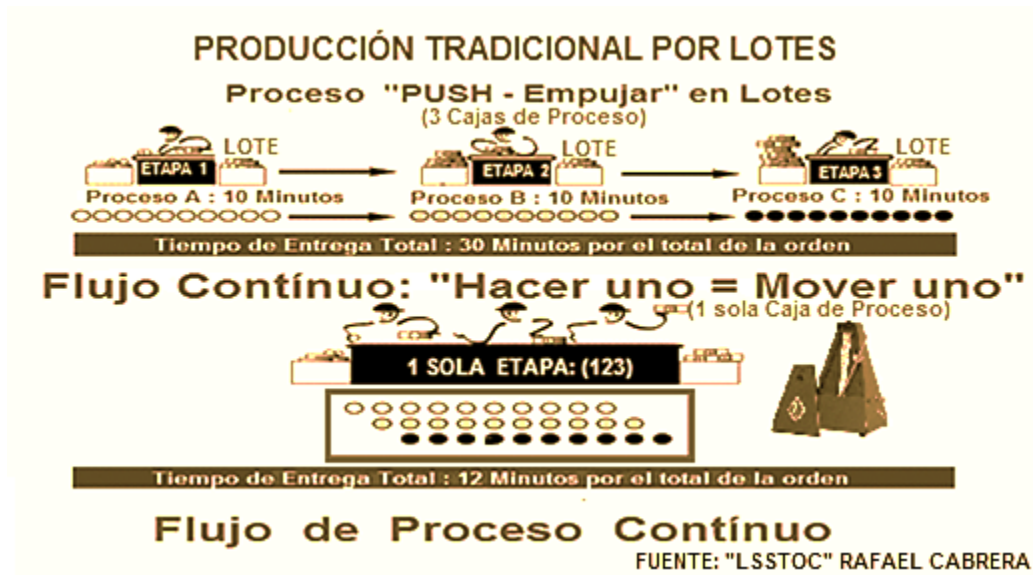 PRODUCCIÓN TRADICIONAL POR LOTES
Proceso "PUSH - Empujar" en Lotes
(3 Cajas de Proceso)
LOTE LOTE LOTE
ETAPA 1 ETAPA 2 ETAPA 3
Proceso A : 10 Minutos Proceso B : 10 Minutos Proceso C : 10 Minutos
Tiempo de Entrega Total : 30 Minutos por el total de la orden
Flujo Contínuo: "Hacer uno = Mover uno"
(1 sola Caja de Proceso)
1 SOLA ETAPA: (123)
Tiempo de Entrega Total : 12 Minutos por el total de la orden
Flujo de Proceso Contínuo
FUENTE: "LSSTOC" RAFAEL CABRERA